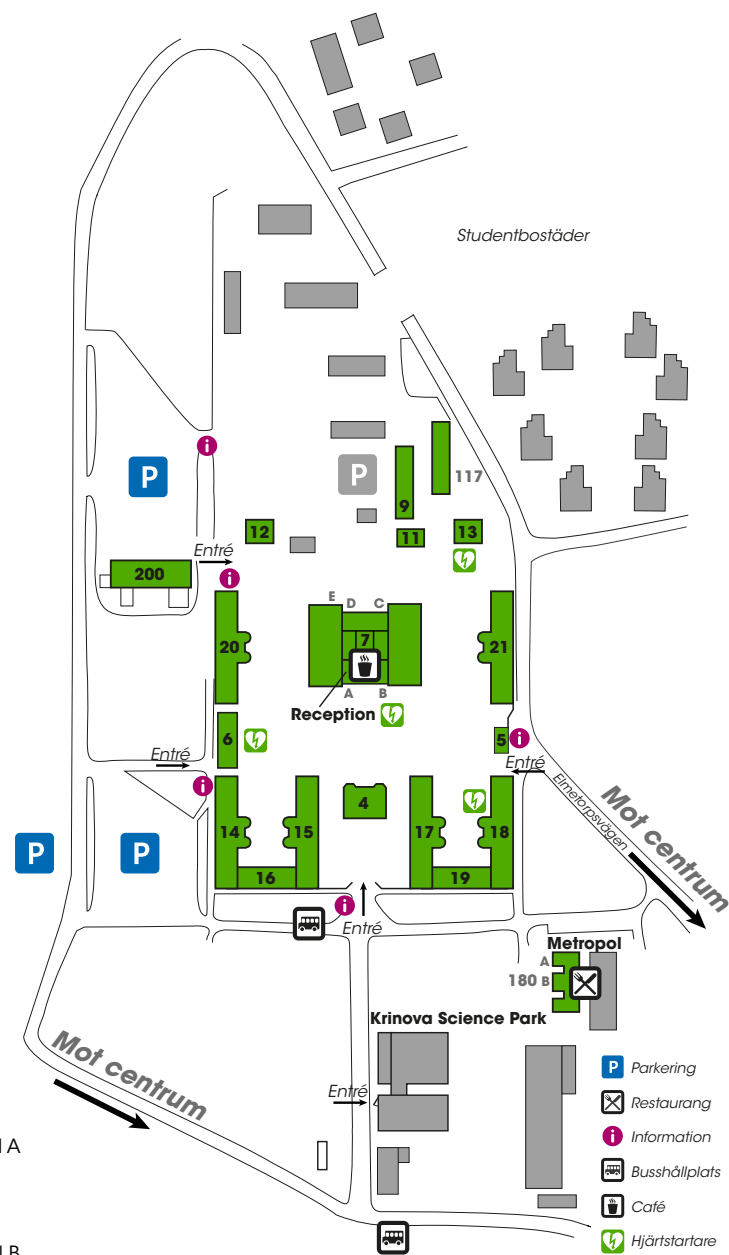 Studentbostäder
P
P
117
9
12
11
13
Entré
200
E
D
C
20
7
21
A
B
Reception
6
5
Entré
Entré
Elmetorpsvägen
Mot centrum
14
15
4
17
18
P
P
16
19
Entré
Metropol
A
180 B
Krinova Science Park
Mot centrum
Entré
P Parkering
Restaurang
i Information
Busshållplats
Café
Hjärtstartare